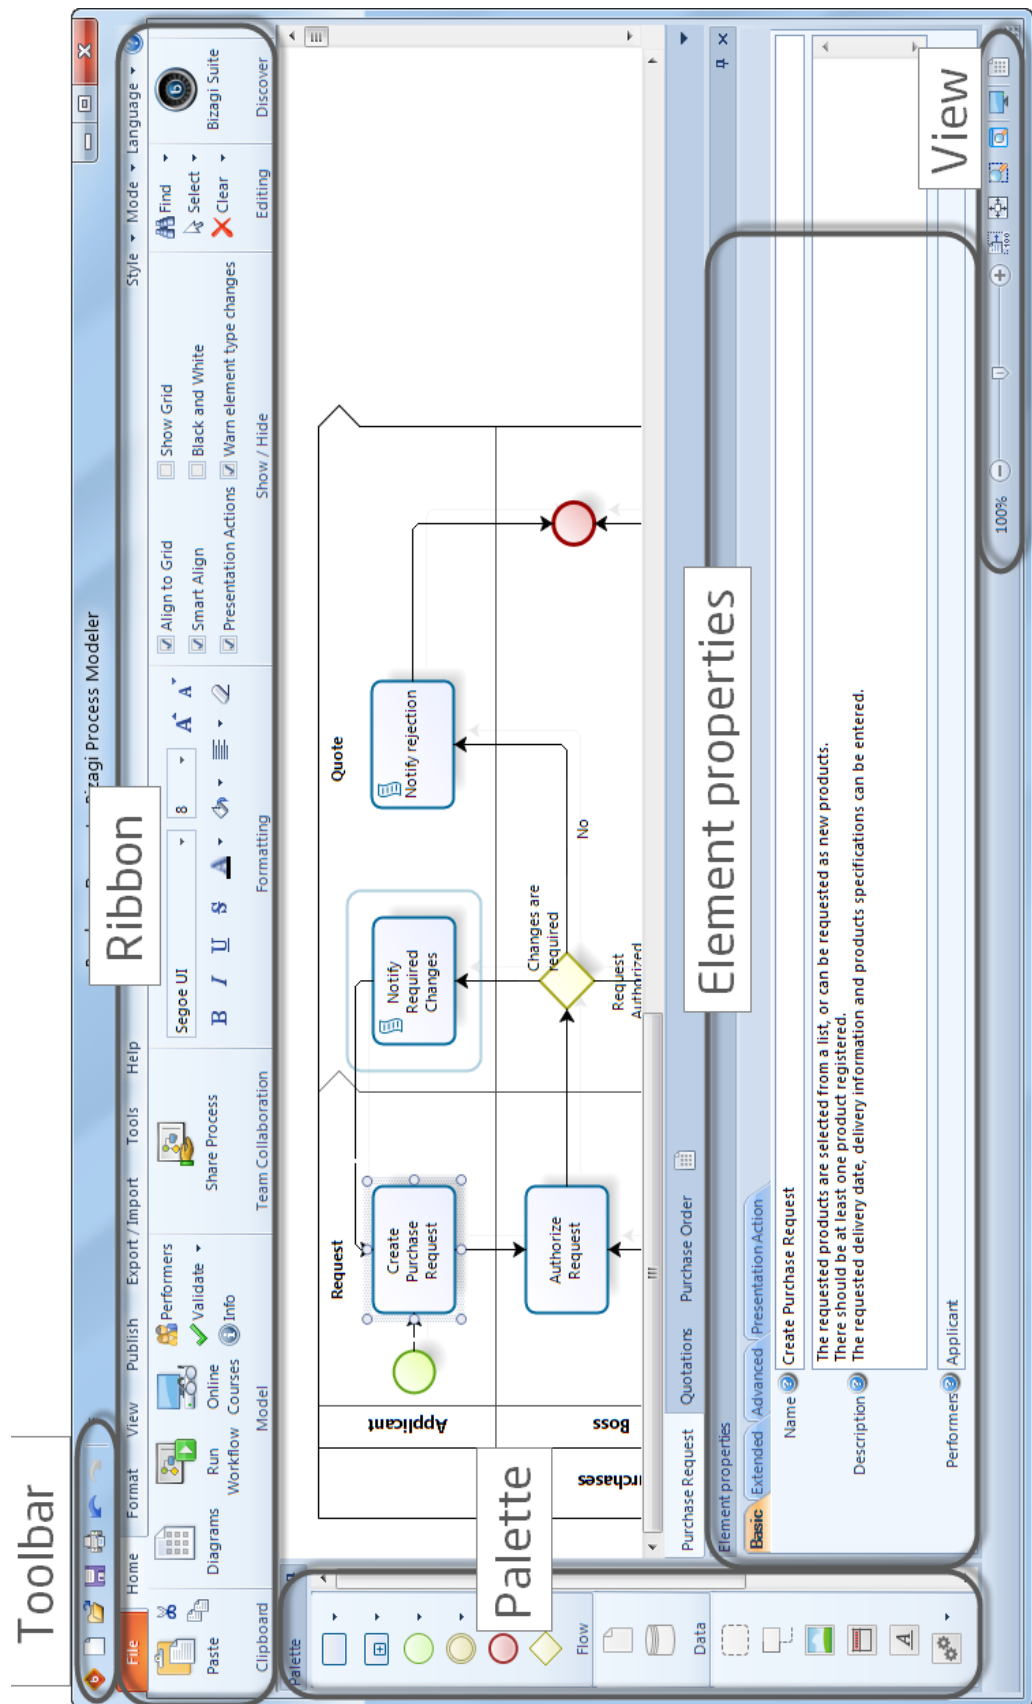 Toolbar
Ribbon
zagi Process Modeler
File
Home
Format
View
Publish
Export / Import
Tools
Help
Style
Mode
Language
Paste
Clipboard
Diagrams
Run
Workflow
Online
Courses
Performers
Validate
Info
Model
Share Process
Team Collaboration
Segoe UI
8
B I U S A
A A
Formatting
Align to Grid
Smart Align
Presentation Actions
Show Grid
Black and White
Warn element type changes
Show / Hide
Find
Select
Clear
Editing
Bizagi Suite
Discover
Palette
Flow
Data
A
Palette
Request
Quote
Applicant
Boss
rchases
Create
Purchase
Request
Notify
Required
Changes
Notify rejection
Authorize
Request
Changes are
required
No
Request
Authorized
Purchase Request
Quotations
Purchase Order
Element properties
Element properties
Basic
Extended
Advanced
Presentation Action
Name
Create Purchase Request
Description
The requested products are selected from a list, or can be requested as new products.
There should be at least one product registered.
The requested delivery date, delivery information and products specifications can be entered.
Performers
Applicant
View
100%